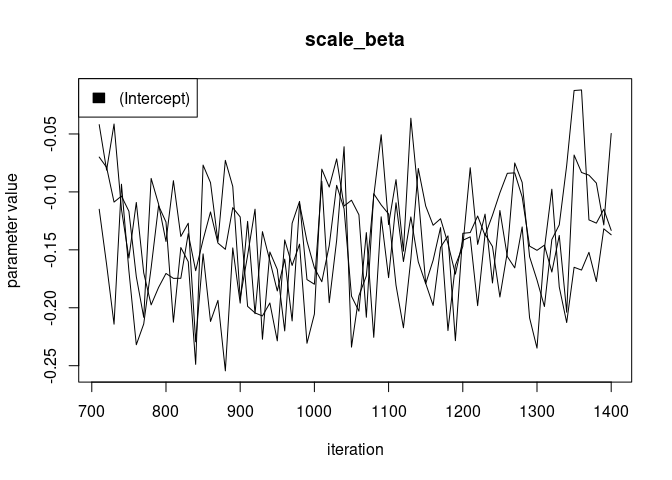 scale_beta
(Intercept)
parameter value
-0.05
-0.10
-0.15
-0.20
-0.25
700 800 900 1000 1100 1200 1300 1400
iteration